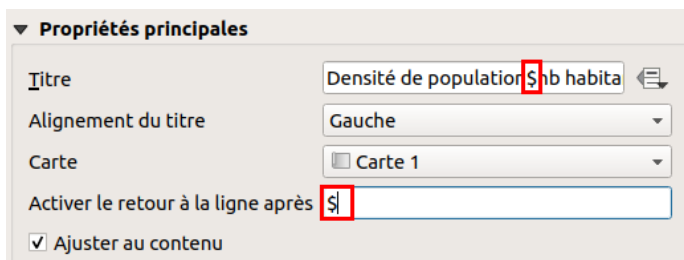 Propriétés principales
Titre Densité de population$nb habita
Alignement du titre Gauche
Carte Carte 1
Activer le retour à la ligne après $
Ajuster au contenu